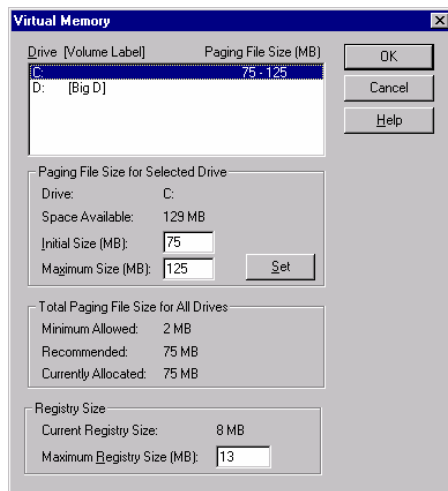 Virtual Memory
Drive [Volume Label] Paging File Size (MB)
C: 75 - 125
D: [Big D]
OK
Cancel
Help
Paging File Size for Selected Drive
Drive: C:
Space Available: 129 MB
Initial Size (MB): 75
Maximum Size (MB): 125
Set
Total Paging File Size for All Drives
Minimum Allowed: 2 MB
Recommended: 75 MB
Currently Allocated: 75 MB
Registry Size
Current Registry Size: 8 MB
Maximum Registry Size (MB): 13